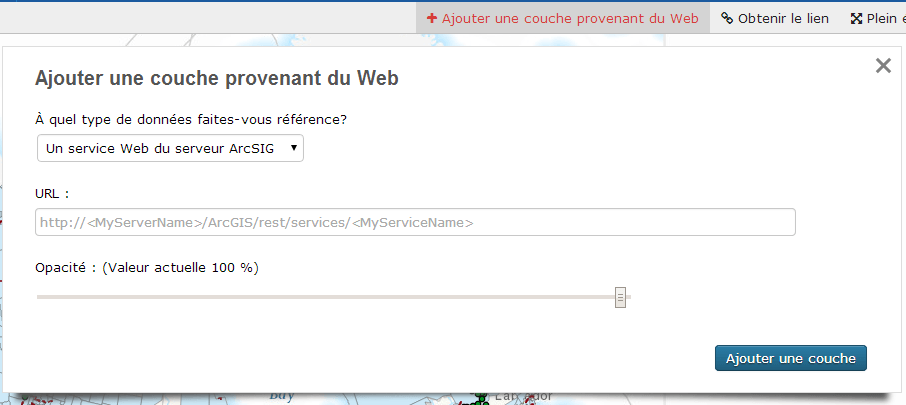 Ajouter une couche provenant du Web Obtenir le lien Plein
Ajouter une couche provenant du Web
À quel type de données faites-vous référence?
Un service Web du serveur ArcSIG
URL :
http://<MyServerName>/ArcGIS/rest/services/<MyServiceName>
Opacité : (Valeur actuelle 100 %)
Ajouter une couche
Bay